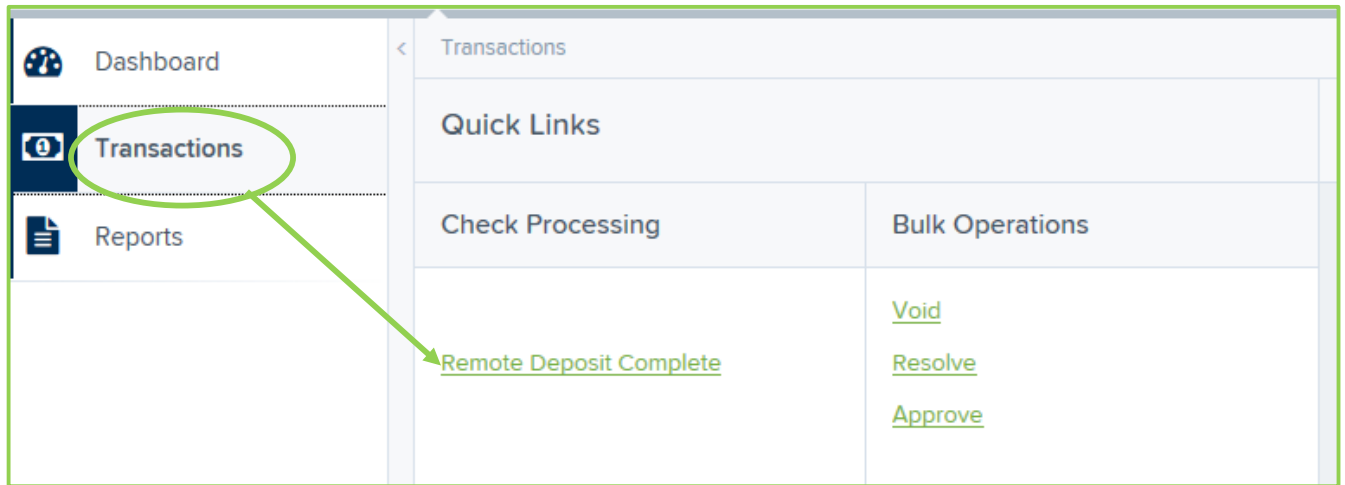 Dashboard
Transactions
Reports
Transactions
Quick Links
Check Processing
Remote Deposit Complete
Bulk Operations
Void
Resolve
Approve